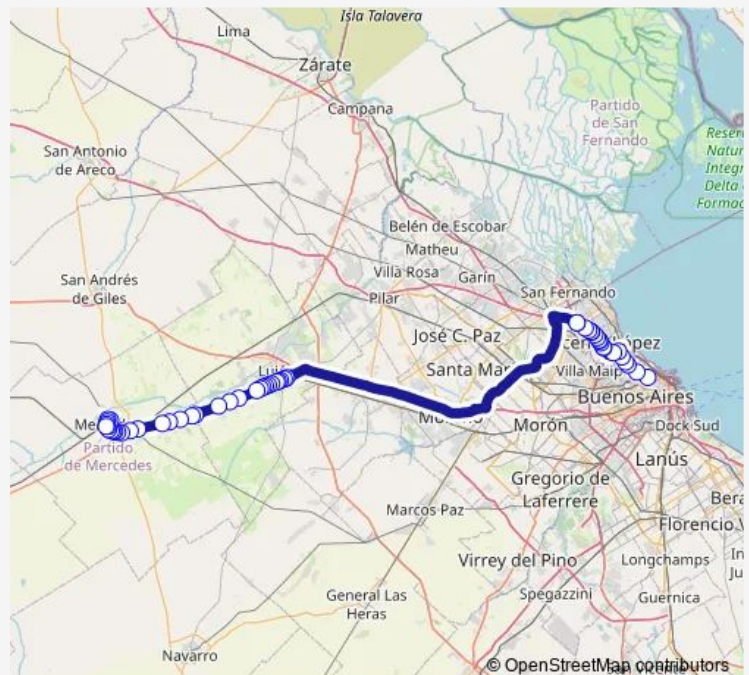 Isla Talavera
Lima
Zárate
Campana
Partido
de San
Fernando
San Antonio
de Areco
Belén de Escobar
Matheu
Villa Rosa
Garín
San Andrés
de Giles
Pilar
San Fernando
José C. Paz
Santa
Villa
Buenos Aires
Dock Sud
Partido
de Mercedes
Morón
Lanús
Gregorio de
Laferrere
Marcos Paz
Florencio
Virrey del Pino
Longchamps
Spegazzini
Guernica
General Las
Heras
Navarro
© OpenStreetMap contributors